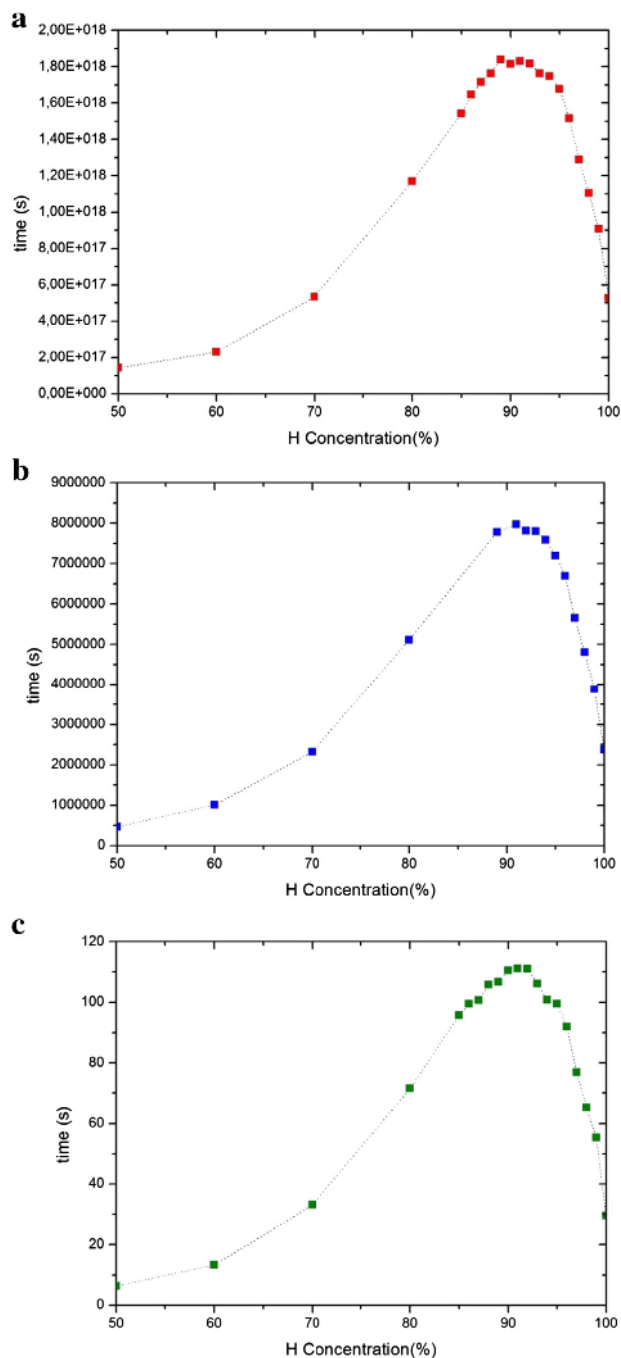 a
2,00E+018
1,80E+018
1,60E+018
1,40E+018
1,20E+018
1,00E+018
8,00E+017
6,00E+017
4,00E+017
2,00E+017
0,00E+000
time (s)
50 60 70 80 90 100
H Concentration(%)
b
9000000
8000000
7000000
6000000
5000000
4000000
3000000
2000000
1000000
0
time (s)
50 60 70 80 90 100
H Concentration(%)
c
120
100
80
60
40
20
0
time (s)
50 60 70 80 90 100
H Concentration(%)